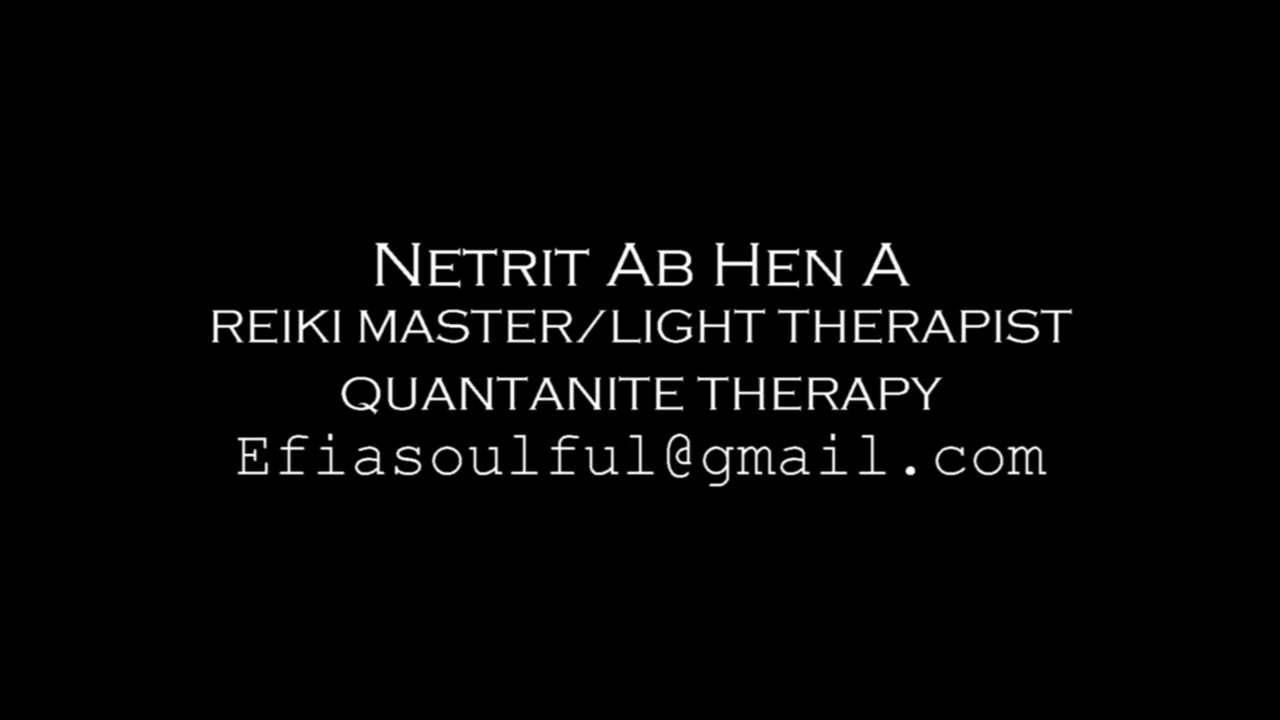 Netrit Ab Hen A
REIKI MASTER/LIGHT THERAPIST
QUANTANITE THERAPY
Efiasoulful@gmail.com